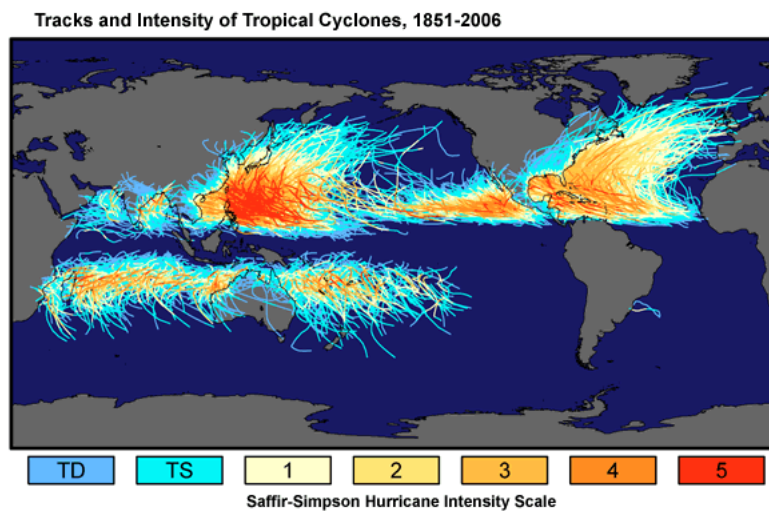 Tracks and Intensity of Tropical Cyclones, 1851-2006
TD TS 1 2 3 4 5
Saffir-Simpson Hurricane Intensity Scale